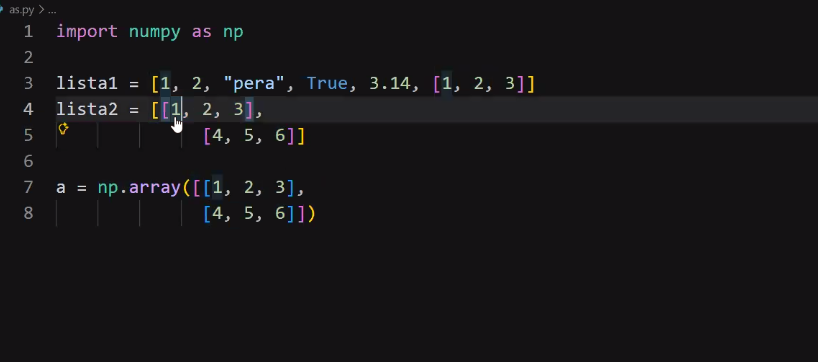 as.py > ...
1 import numpy as np
2
3 lista1 = [1, 2, "pera", True, 3.14, [1, 2, 3]]
4 lista2 = [[1, 2, 3],
5 [4, 5, 6]]
6
7 a = np.array([[1, 2, 3],
8 [4, 5, 6]])